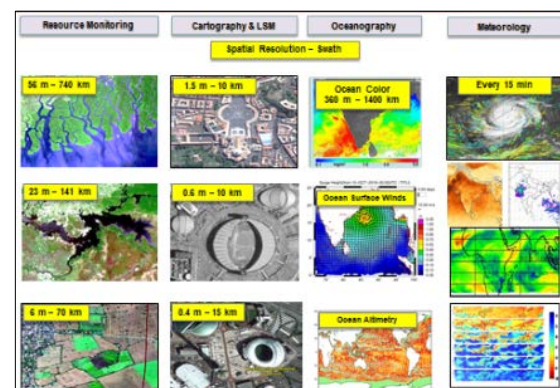 Resource Monitoring
Cartography & LSM
Oceanography
Meteorology
Spatial Resolution – Swath
56 m – 740 km
1.5 m – 10 km
Ocean Color
360 m – 1400 km
Every 15 min
23 m – 141 km
0.6 m – 10 km
Ocean Surface Winds
6 m – 70 km
0.4 m – 15 km
Ocean Altimetry